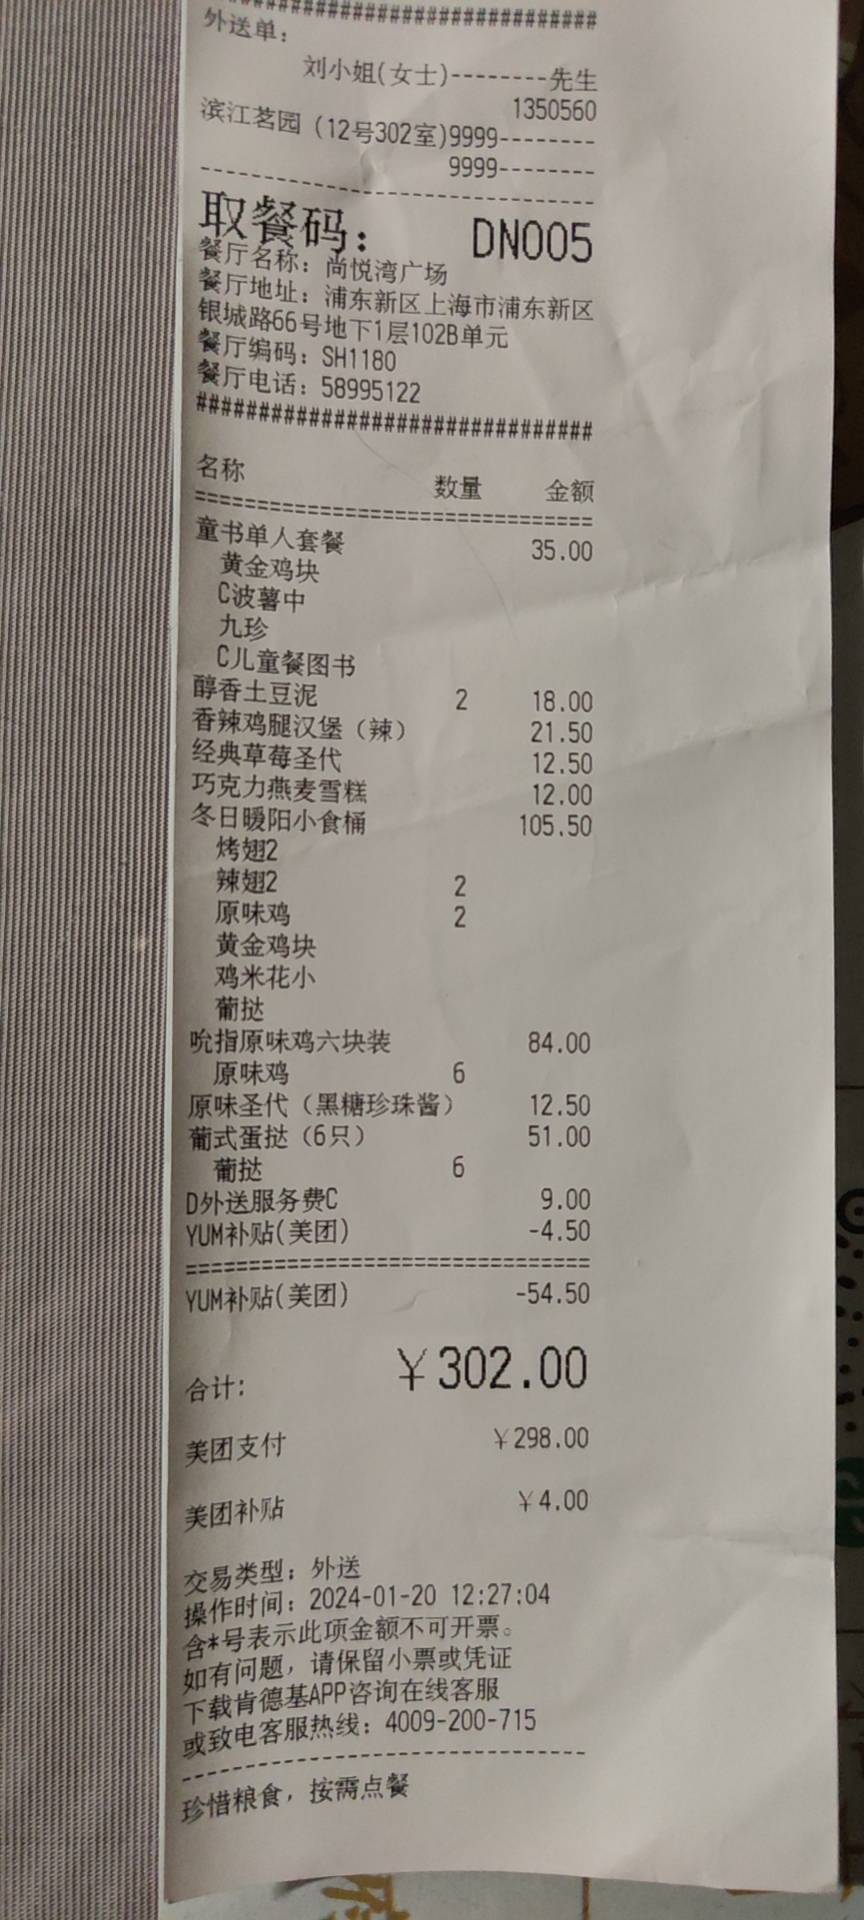 ##############################
外送单：
刘小姐(女士)--------先生
1350560
滨江茗园 (12号302室)9999--------
9999--------
--------------------------------
取餐码： DN005
餐厅名称：尚悦湾广场
餐厅地址：浦东新区上海市浦东新区
银城路66号地下1层102B单元
餐厅编码：SH1180
餐厅电话：58995122
################################
名称 数量 金额
================================
童书单人套餐 35.00
黄金鸡块
C波薯中
九珍
C儿童餐图书
醇香土豆泥 2 18.00
香辣鸡腿汉堡（辣） 21.50
经典草莓圣代 12.50
巧克力燕麦雪糕 12.00
冬日暖阳小食桶 105.50
烤翅2
辣翅2 2
原味鸡 2
黄金鸡块
鸡米花小
葡挞
吮指原味鸡六块装 84.00
原味鸡 6
原味圣代（黑糖珍珠酱） 12.50
葡式蛋挞（6只） 51.00
葡挞 6
D外送服务费C 9.00
YUM补贴(美团) -4.50
================================
YUM补贴(美团) -54.50
合计: ￥302.00
美团支付 ￥298.00
美团补贴 ￥4.00
交易类型：外送
操作时间：2024-01-20 12:27:04
含*号表示此项金额不可开票。
如有问题，请保留小票或凭证
下载肯德基APP咨询在线客服
或致电客服热线：4009-200-715
--------------------------------
珍惜粮食，按需点餐